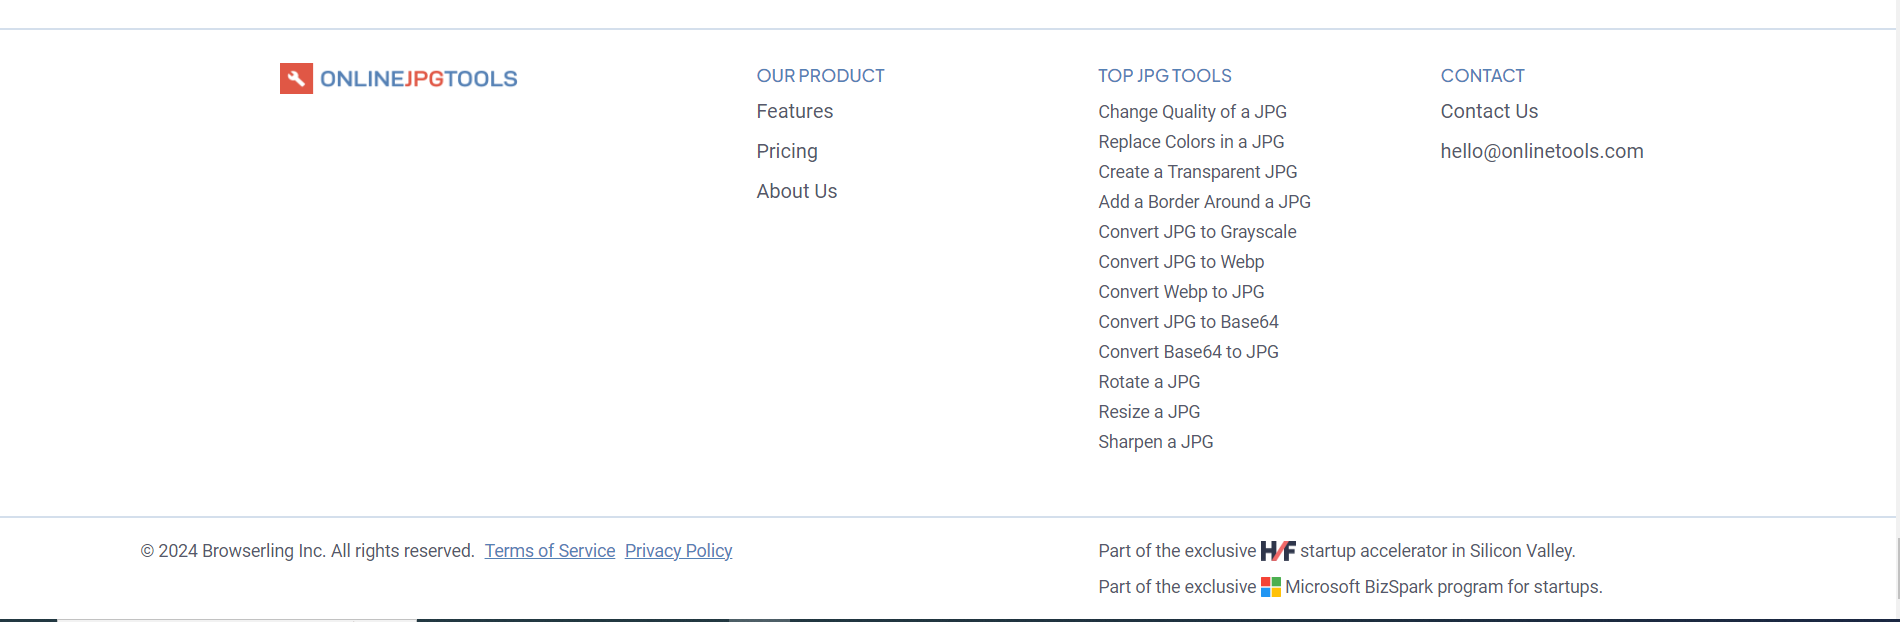 ONLINEJPGTOOLS
OUR PRODUCT
Features
Pricing
About Us
TOP JPG TOOLS
Change Quality of a JPG
Replace Colors in a JPG
Create a Transparent JPG
Add a Border Around a JPG
Convert JPG to Grayscale
Convert JPG to Webp
Convert Webp to JPG
Convert JPG to Base64
Convert Base64 to JPG
Rotate a JPG
Resize a JPG
Sharpen a JPG
CONTACT
Contact Us
hello@onlinetools.com
© 2024 Browserling Inc. All rights reserved. Terms of Service Privacy Policy
Part of the exclusive H/F startup accelerator in Silicon Valley.
Part of the exclusive Microsoft BizSpark program for startups.